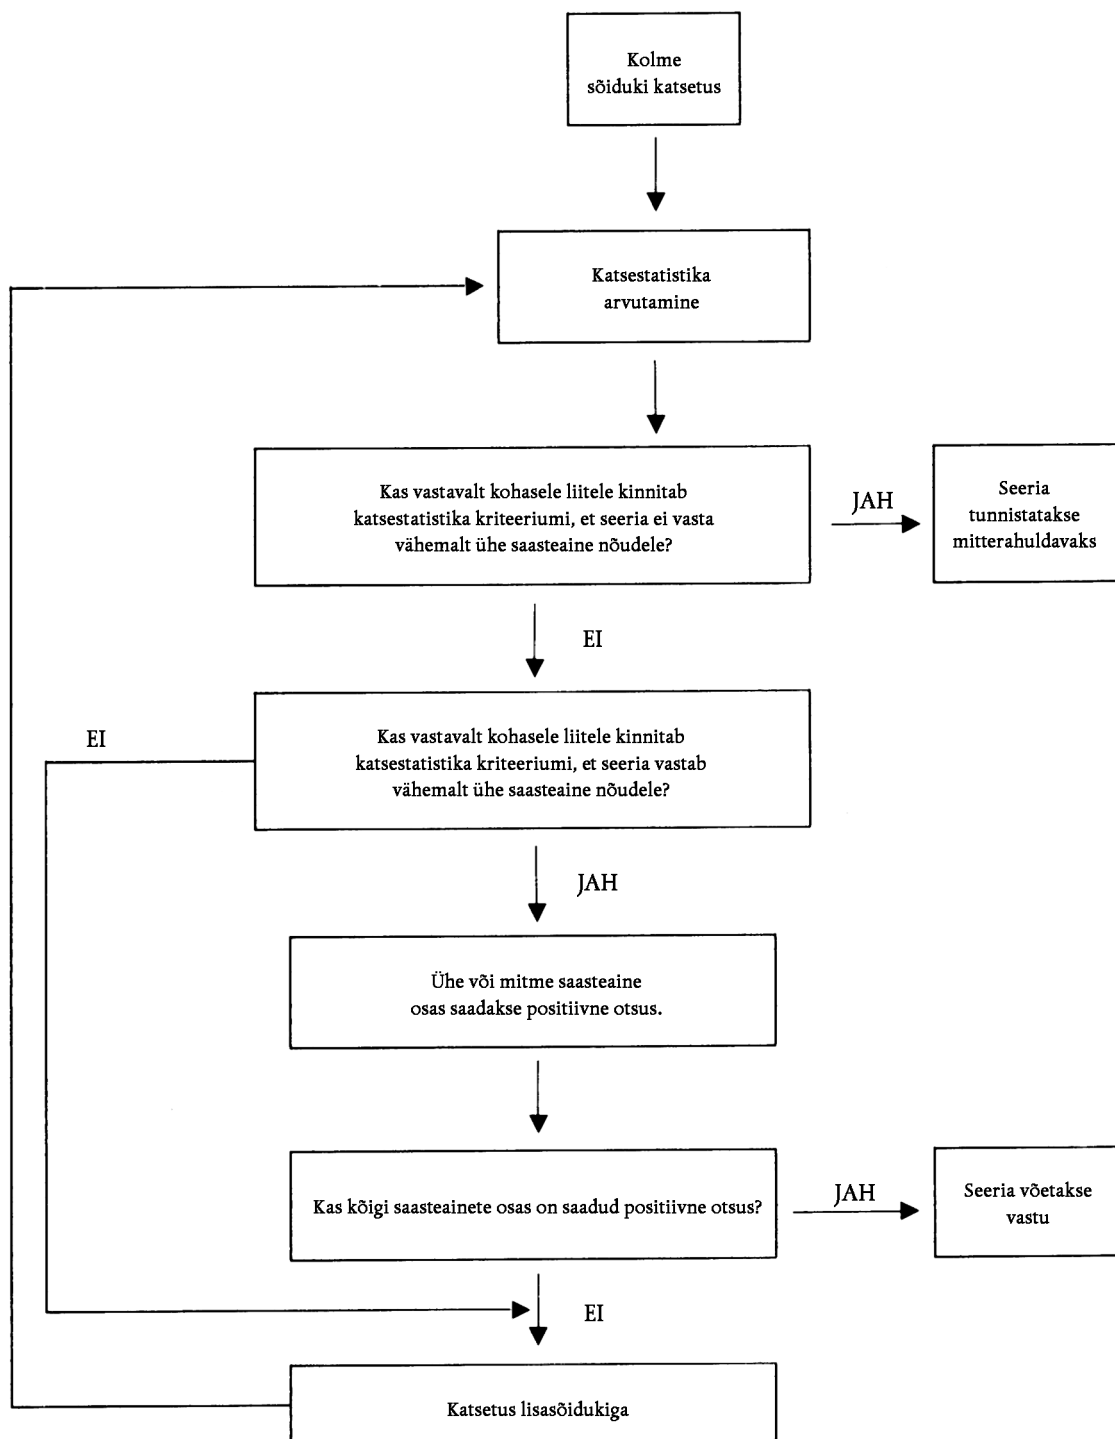 Kolme
sõiduki katsetus
Katsestatistika
arvutamine
Kas vastavalt kohasele liitele kinnitab
katsestatistika kriteeriumi, et seeria ei vasta
vähemalt ühe saasteaine nõudele?
JAH
Seeria
tunnistatakse
mitterahuldavaks
EI
Kas vastavalt kohasele liitele kinnitab
katsestatistika kriteeriumi, et seeria vastab
vähemalt ühe saasteaine nõudele?
EI
JAH
Ühe või mitme saasteaine
osas saadakse positiivne otsus.
Kas kõigi saasteainete osas on saadud positiivne otsus?
JAH
Seeria võetakse
vastu
EI
Katsetus lisasõidukiga